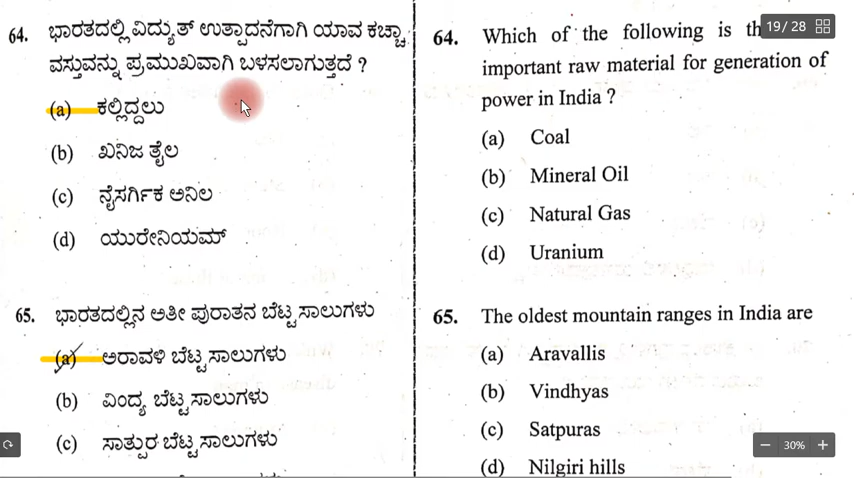 64. ಭಾರತದಲ್ಲಿ ವಿದ್ಯುತ್ ಉತ್ಪಾದನೆಗಾಗಿ ಯಾವ ಕಚ್ಚಾ
ವಸ್ತುವನ್ನು ಪ್ರಮುಖವಾಗಿ ಬಳಸಲಾಗುತ್ತದೆ ?
(a) ಕಲ್ಲಿದ್ದಲು
(b) ಖನಿಜ ತೈಲ
(c) ನೈಸರ್ಗಿಕ ಅನಿಲ
(d) ಯುರೇನಿಯಮ್
65. ಭಾರತದಲ್ಲಿನ ಅತೀ ಪುರಾತನ ಬೆಟ್ಟ ಸಾಲುಗಳು
(a) ಅರಾವಳಿ ಬೆಟ್ಟ ಸಾಲುಗಳು
(b) ವಿಂದ್ಯ ಬೆಟ್ಟ ಸಾಲುಗಳು
(c) ಸಾತ್ಪುರ ಬೆಟ್ಟ ಸಾಲುಗಳು
64. Which of the following is
important raw material for generation of
power in India ?
(a) Coal
(b) Mineral Oil
(c) Natural Gas
(d) Uranium
65. The oldest mountain ranges in India are
(a) Aravallis
(b) Vindhyas
(c) Satpuras
(d) Nilgiri hills
19 / 28
30%